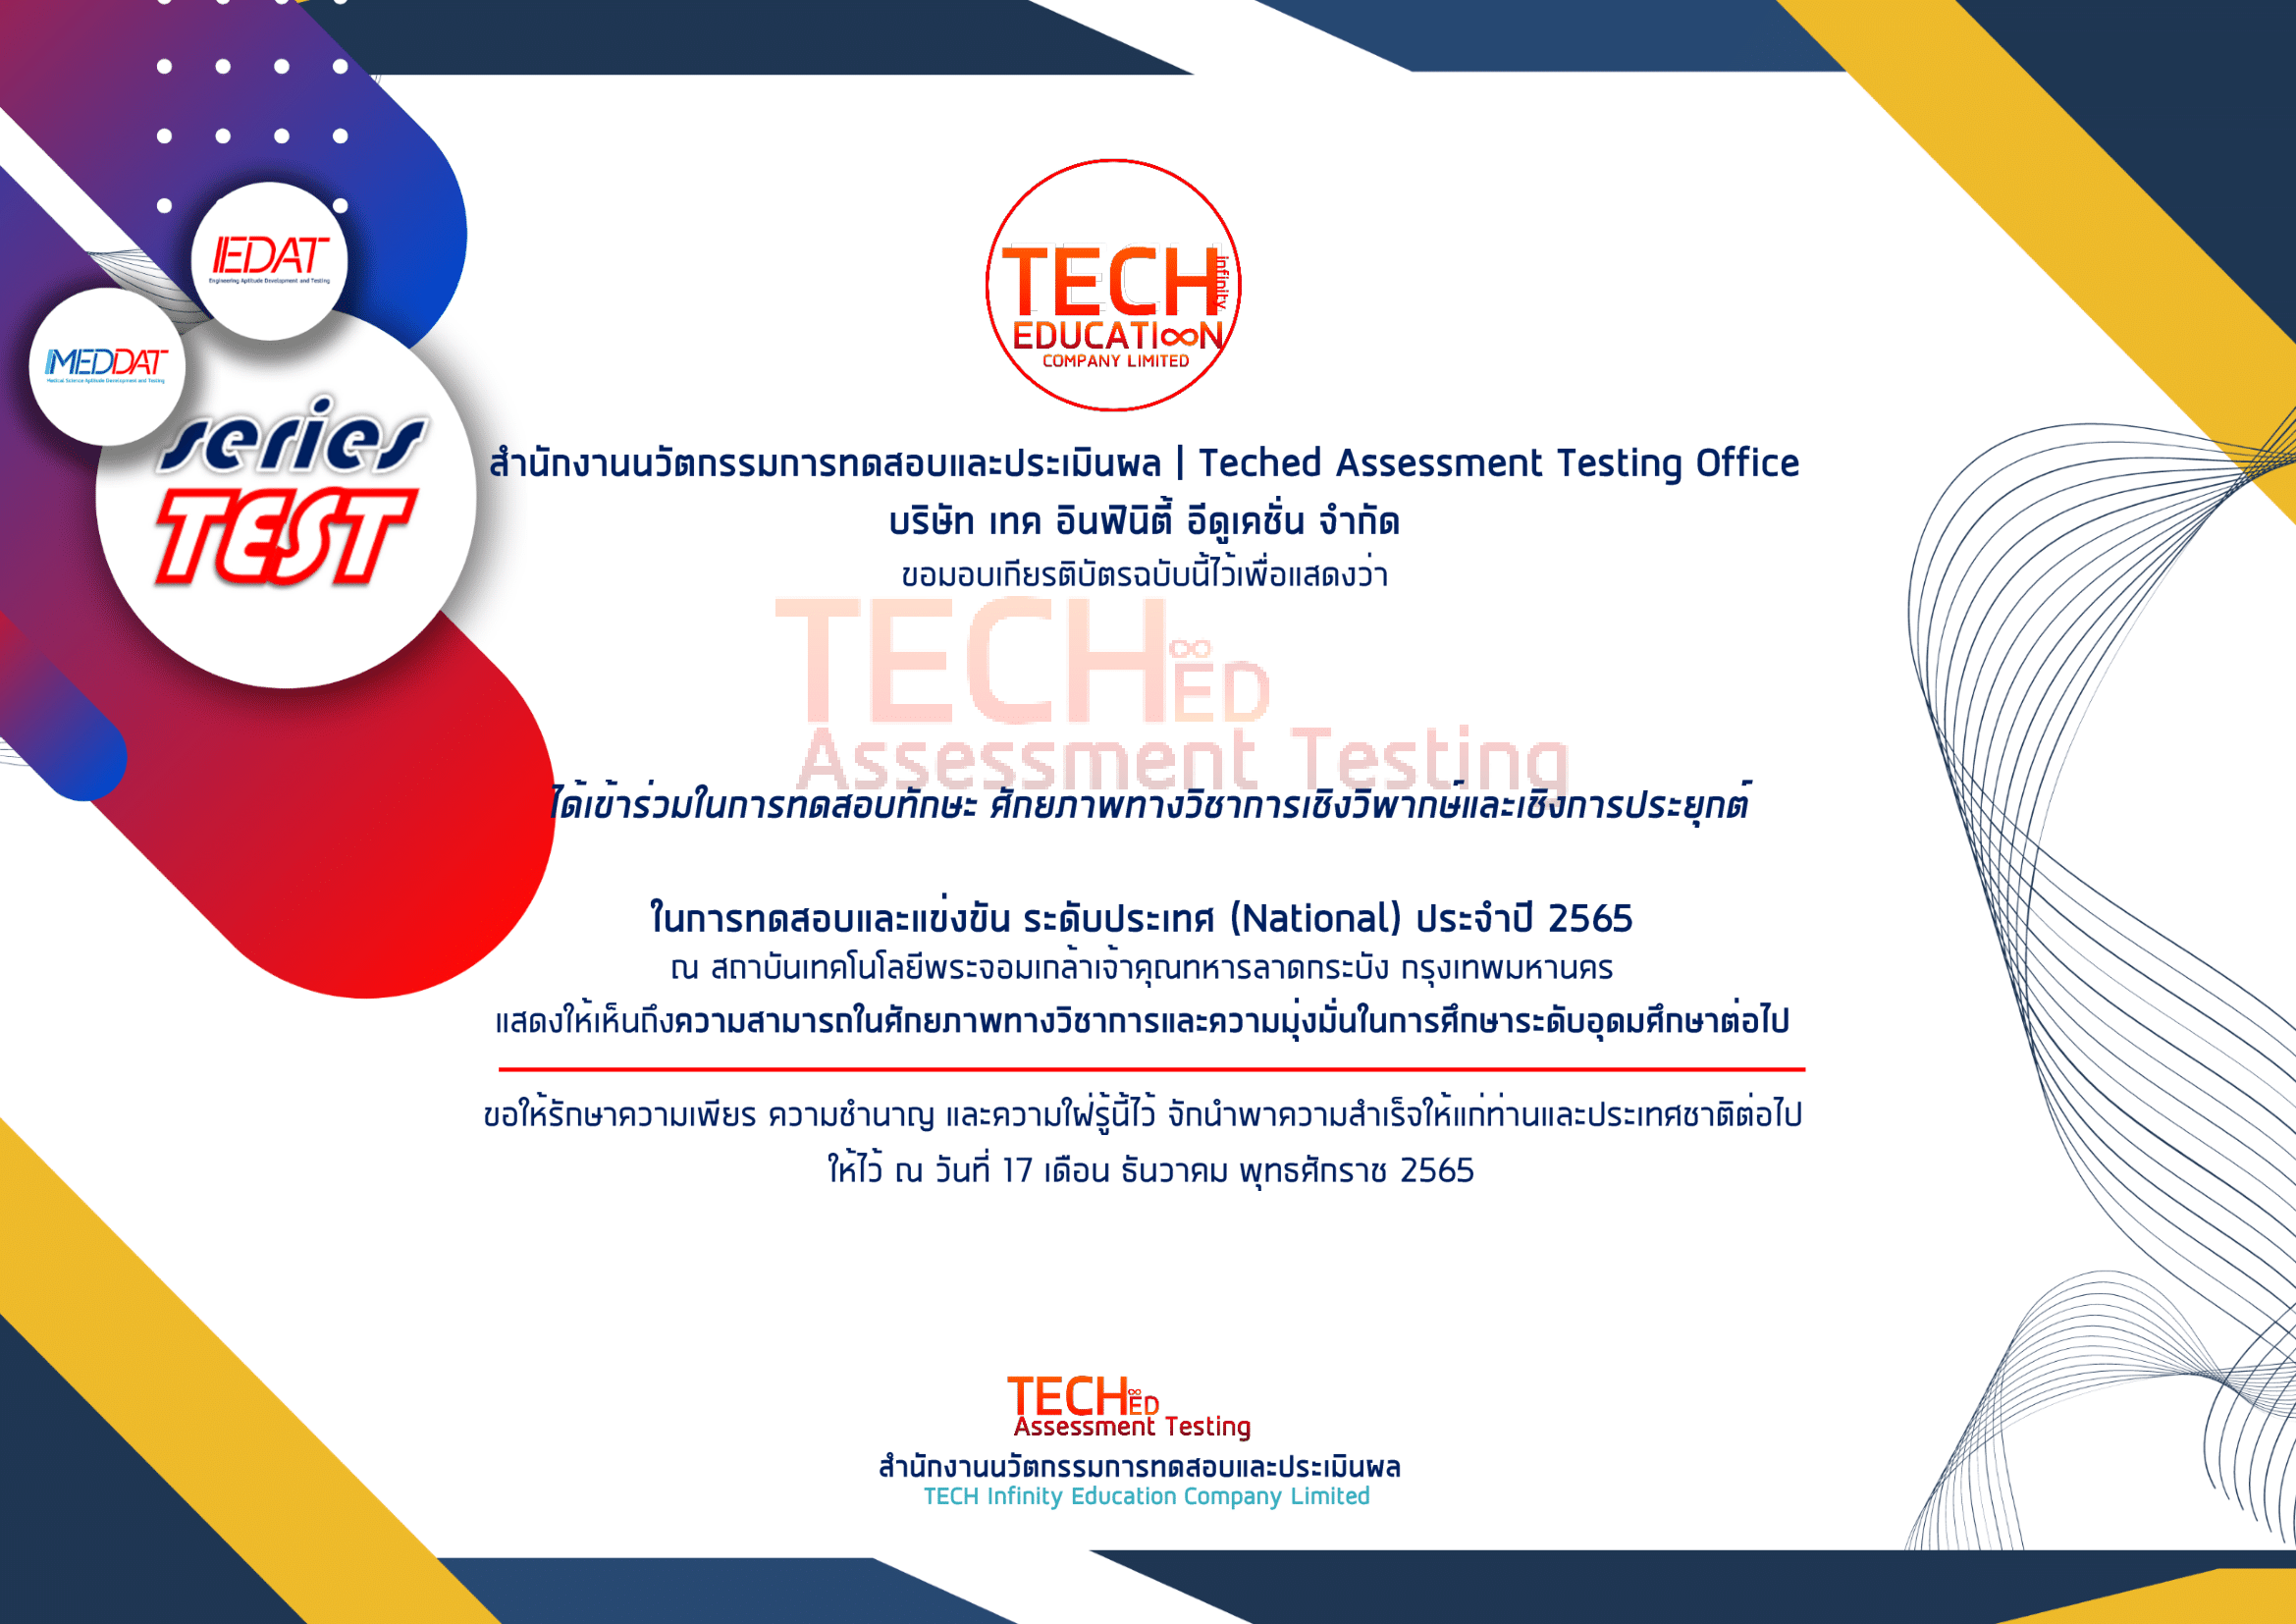 IEDAT
Engineering Aptitude Development and Testing
MEDDAT
Medical Science Aptitude Development and Testing
series
TEST
TECH
infinity
EDUCATION
COMPANY LIMITED
สำนักงานนวัตกรรมการทดสอบและประเมินผล | Teched Assessment Testing Office
บริษัท เทค อินฟินิตี้ อีดูเคชั่น จำกัด
ขอมอบเกียรติบัตรฉบับนี้ไว้เพื่อแสดงว่า
TECHED
Assessment Testing
ได้เข้าร่วมในการทดสอบทักษะ ศักยภาพทางวิชาการเชิงวิพากษ์และเชิงการประยุกต์
ในการทดสอบและแข่งขัน ระดับประเทศ (National) ประจำปี 2565
ณ สถาบันเทคโนโลยีพระจอมเกล้าเจ้าคุณทหารลาดกระบัง กรุงเทพมหานคร
แสดงให้เห็นถึงความสามารถในศักยภาพทางวิชาการและความมุ่งมั่นในการศึกษาระดับอุดมศึกษาต่อไป
ขอให้รักษาความเพียร ความชำนาญ และความใฝ่รู้นี้ไว้ จักนำพาความสำเร็จให้แก่ท่านและประเทศชาติต่อไป
ให้ไว้ ณ วันที่ 17 เดือน ธันวาคม พุทธศักราช 2565
TECHED
Assessment Testing
สำนักงานนวัตกรรมการทดสอบและประเมินผล
TECH Infinity Education Company Limited